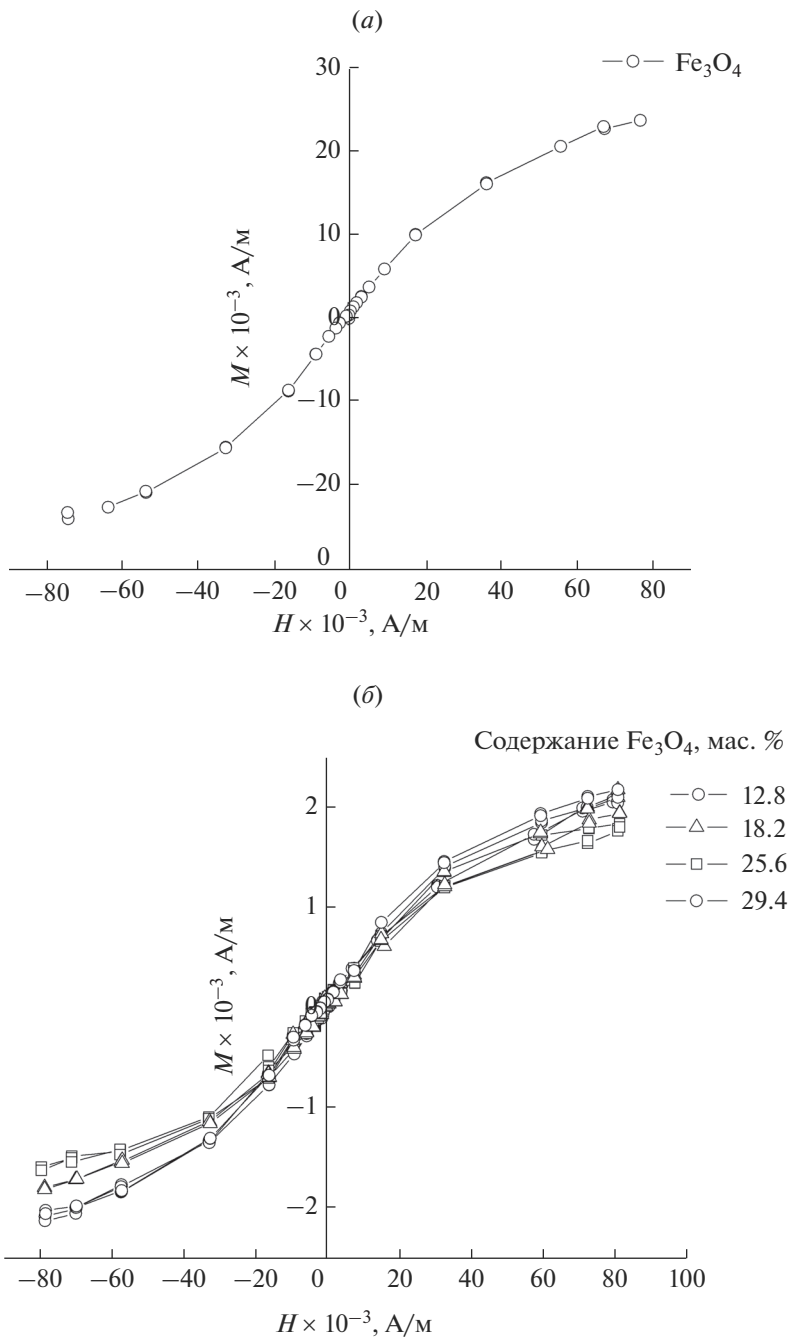 (а)
30
Fe₃O₄
20
10
0
M × 10⁻³, А/м
−10
−20
0
−80 −60 −40 −20 0 20 40 60 80
H × 10⁻³, А/м
(б)
Содержание Fe₃O₄, мас. %
12.8
2
18.2
25.6
29.4
1
0
M × 10⁻³, А/м
−1
−2
−80 −60 −40 −20 0 20 40 60 80 100
H × 10⁻³, А/м